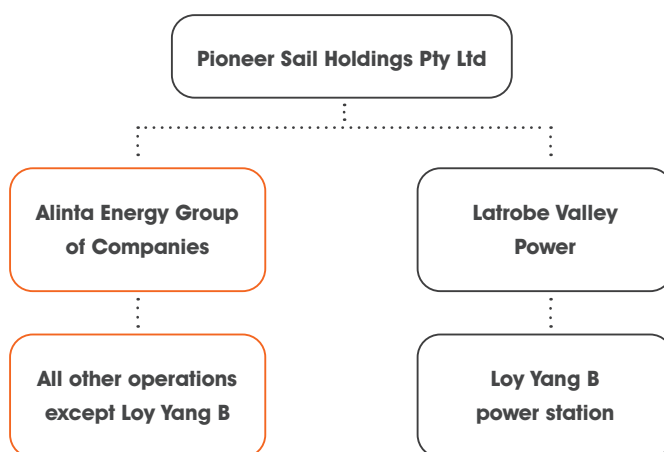 Pioneer Sail Holdings Pty Ltd
Alinta Energy Group
of Companies
Latrobe Valley
Power
All other operations
except Loy Yang B
Loy Yang B
power station